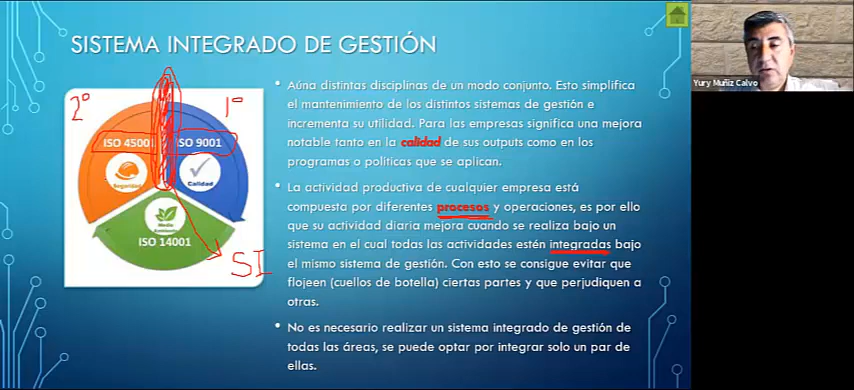 SISTEMA INTEGRADO DE GESTIÓN
2º
1º
ISO 45001
ISO 9001
Seguridad
Calidad
Medio
Ambiente
ISO 14001
SI
• Aúna distintas disciplinas de un modo conjunto. Esto simplifica
el mantenimiento de los distintos sistemas de gestión e
incrementa su utilidad. Para las empresas significa una mejora
notable tanto en la calidad de sus outputs como en los
programas o políticas que se aplican.
• La actividad productiva de cualquier empresa está
compuesta por diferentes procesos y operaciones, es por ello
que su actividad diaria mejora cuando se realiza bajo un
sistema en el cual todas las actividades estén integradas bajo
el mismo sistema de gestión. Con esto se consigue evitar que
flojeen (cuellos de botella) ciertas partes y que perjudiquen a
otras.
• No es necesario realizar un sistema integrado de gestión de
todas las áreas, se puede optar por integrar solo un par de
ellas.
Yury Muñiz Calvo